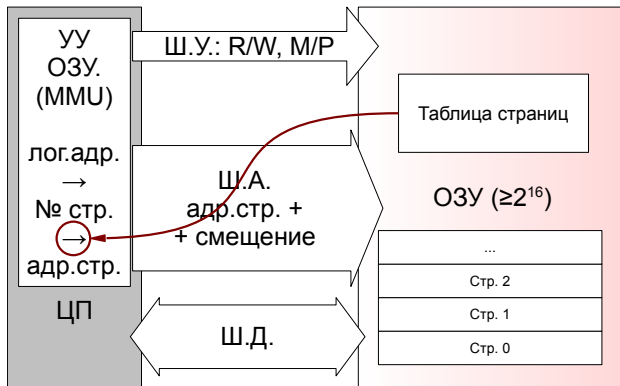 УУ
ОЗУ.
(MMU)
лог.адр.
→
№ стр.
→
адр.стр.
ЦП
Ш.У.: R/W, M/P
Ш.А.
адр.стр. +
+ смещение
Ш.Д.
Таблица страниц
ОЗУ (≥2¹⁶)
...
Стр. 2
Стр. 1
Стр. 0